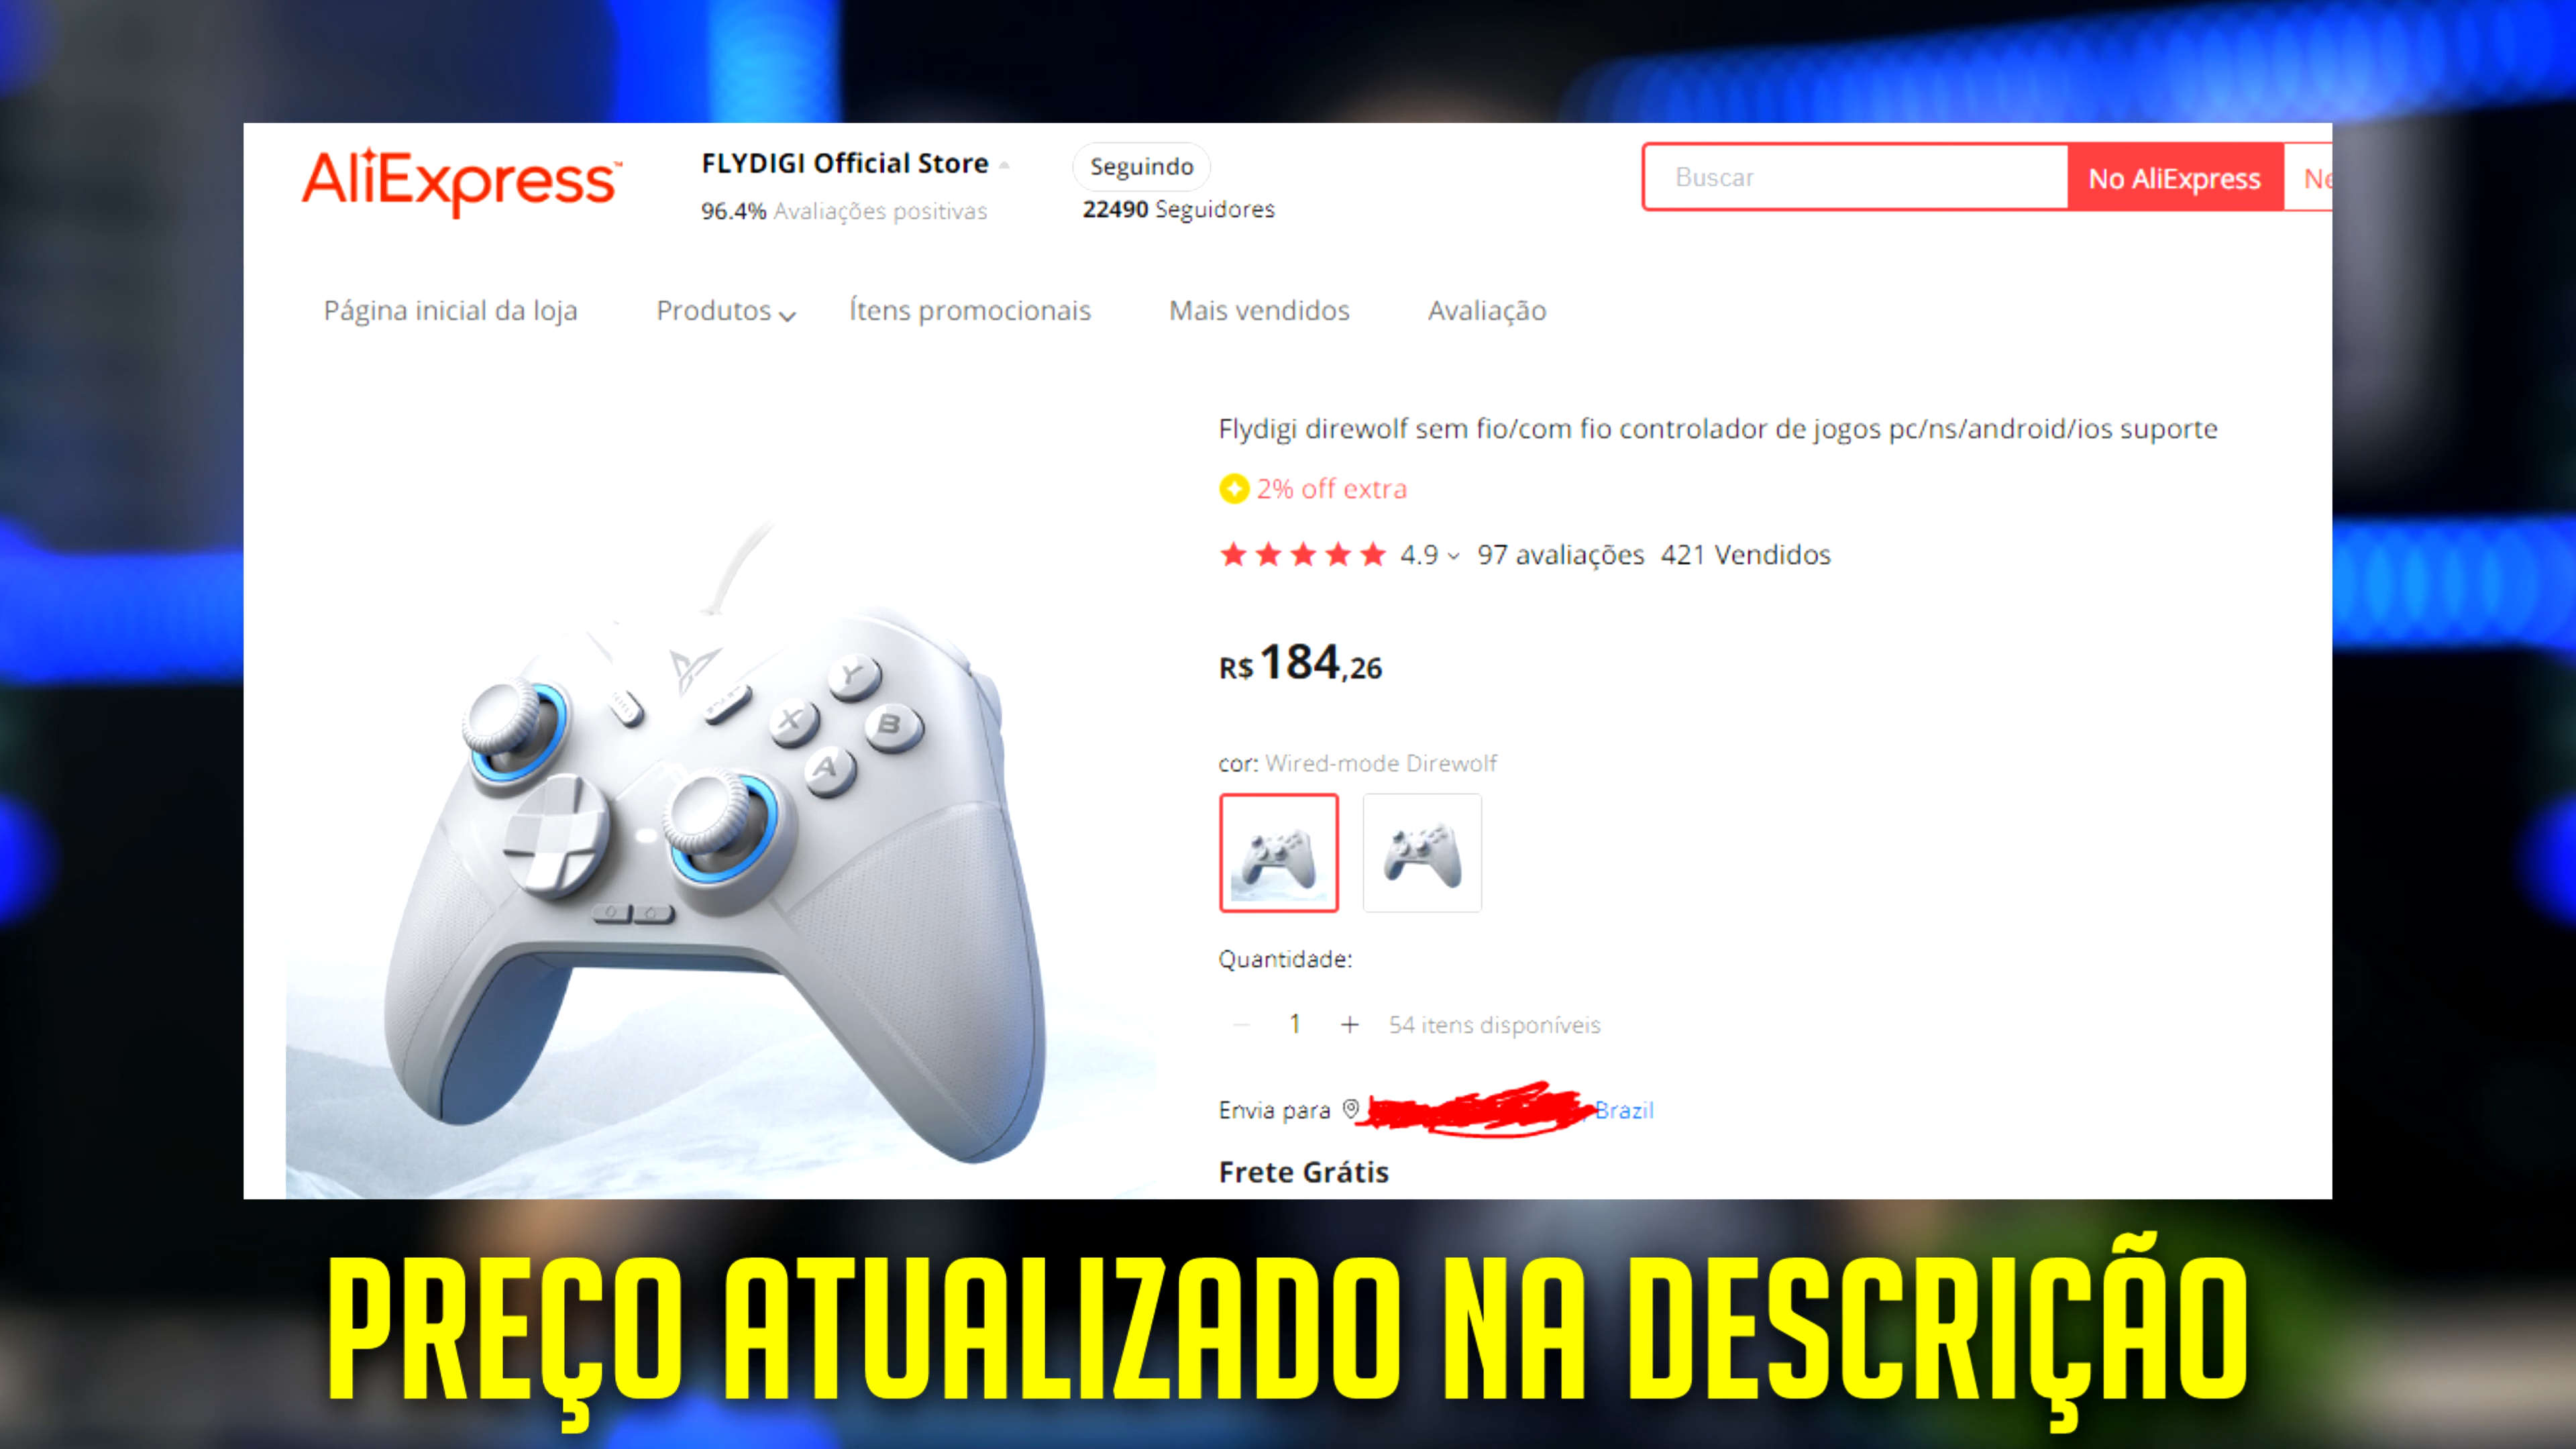 AliExpress™
FLYDIGI Official Store
Seguindo
96.4% Avaliações positivas
22490 Seguidores
Buscar
No AliExpress
Página inicial da loja
Produtos
Ítens promocionais
Mais vendidos
Avaliação
Flydigi direwolf sem fio/com fio controlador de jogos pc/ns/android/ios suporte
2% off extra
4.9 97 avaliações 421 Vendidos
R$ 184,26
cor: Wired-mode Direwolf
Y
X
B
A
Quantidade:
1 + 54 itens disponíveis
Envia para Brazil
Frete Grátis
PREÇO ATUALIZADO NA DESCRIÇÃO